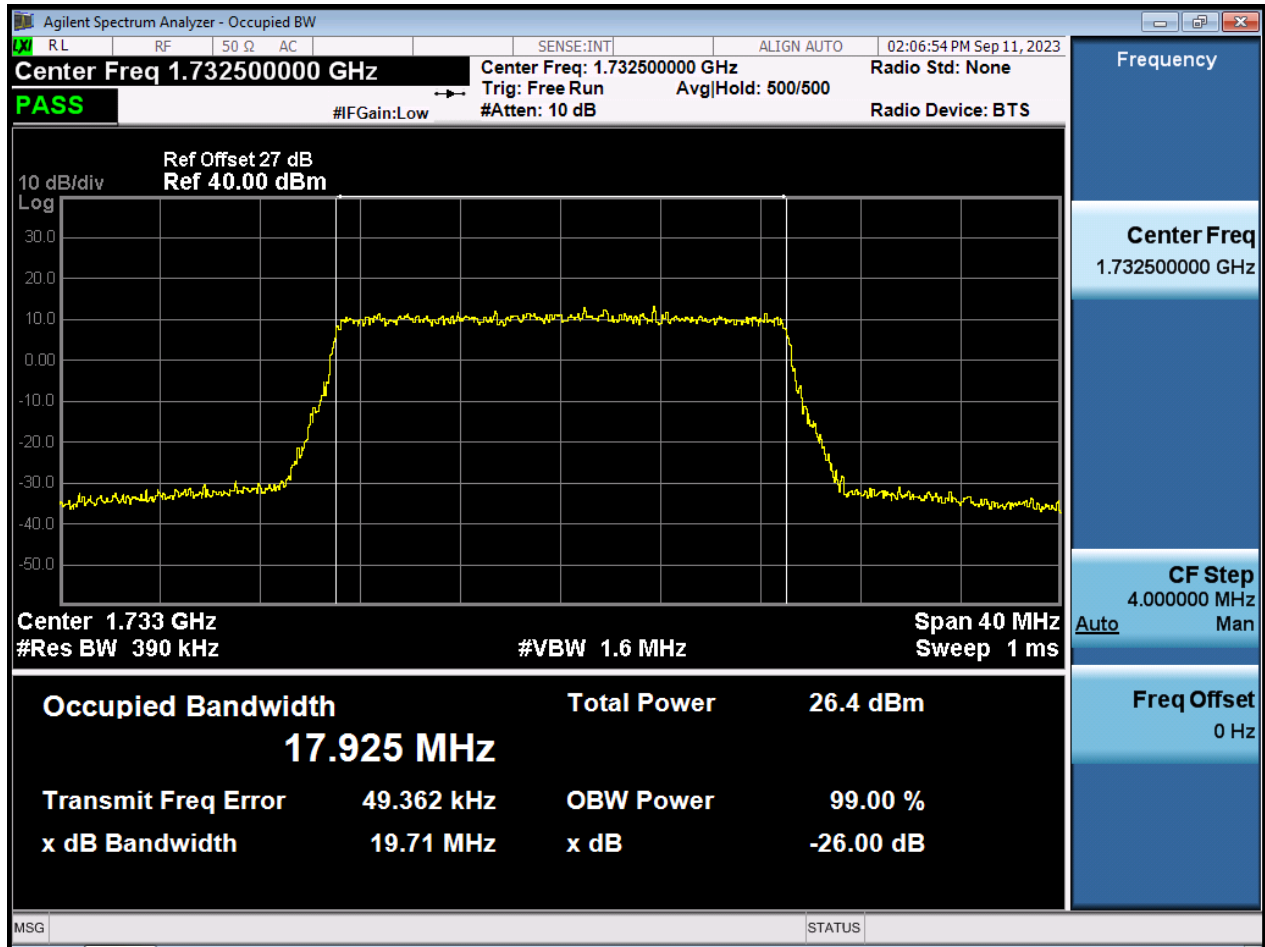 Agilent Spectrum Analyzer - Occupied BW
LXI RL RF 50 Ω AC SENSE:INT ALIGN AUTO 02:06:54 PM Sep 11, 2023
Center Freq 1.732500000 GHz
Center Freq: 1.732500000 GHz Radio Std: None
Trig: Free Run Avg|Hold: 500/500
PASS
#IFGain:Low #Atten: 10 dB Radio Device: BTS
Ref Offset 27 dB
10 dB/div Ref 40.00 dBm
Log
30.0
20.0
10.0
0.00
-10.0
-20.0
-30.0
-40.0
-50.0
Center 1.733 GHz Span 40 MHz
#Res BW 390 kHz #VBW 1.6 MHz Sweep 1 ms
Occupied Bandwidth Total Power 26.4 dBm
17.925 MHz
Transmit Freq Error 49.362 kHz OBW Power 99.00 %
x dB Bandwidth 19.71 MHz x dB -26.00 dB
MSG STATUS
Frequency
Center Freq
1.732500000 GHz
CF Step
4.000000 MHz
Auto Man
Freq Offset
0 Hz